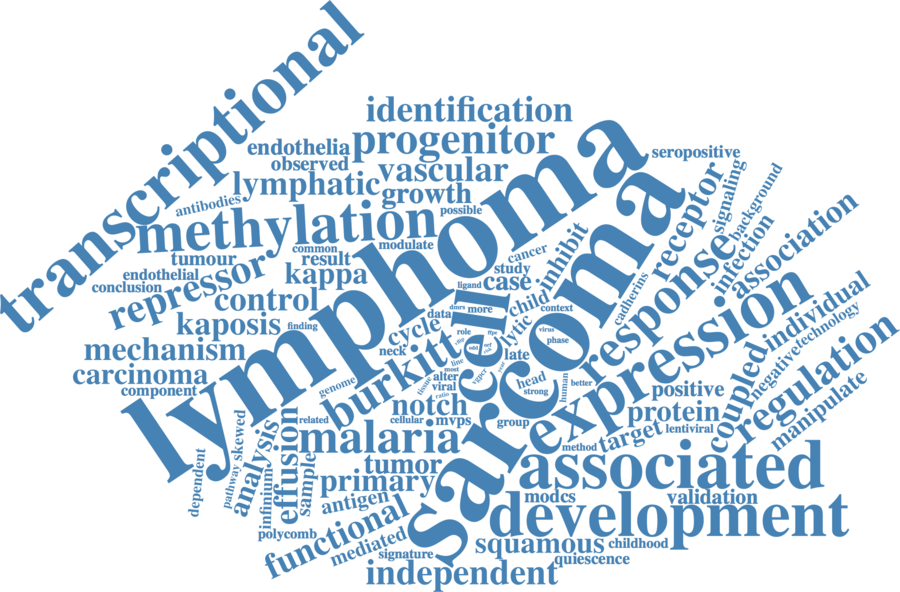 transcriptional
identification
endothelia
progenitor
observed
vascular
lymphatic
growth
antibodies
methylation
possible
lymphoma
seropositive
signaling
background
receptor
infection
association
common
modulate
tumour
result
endothelial
kappa
conclusion
repressor
control
kaposis
finding
mechanism
carcinoma
component
cancer
study
inhibit
ligand
case
child
cell
more
data
cycle
lytic
context
cadherins
response
sarcoma
expression
individual
technology
negative
coupled
regulation
manipulate
role
virus
phase
neck
line
late
most
alter
viral
tissue
genome
burkitt
head
strong
human
better
positive
notch
ratio
cellular
mvps
group
protein
related
malaria
method
target
lentiviral
skewed
analysis
effusion
dependent
pathway
infinium
sample
tumor
primary
antigen
associated
modcs
validation
development
polycomb
functional
mediated
signature
squamous
childhood
quiescence
independent